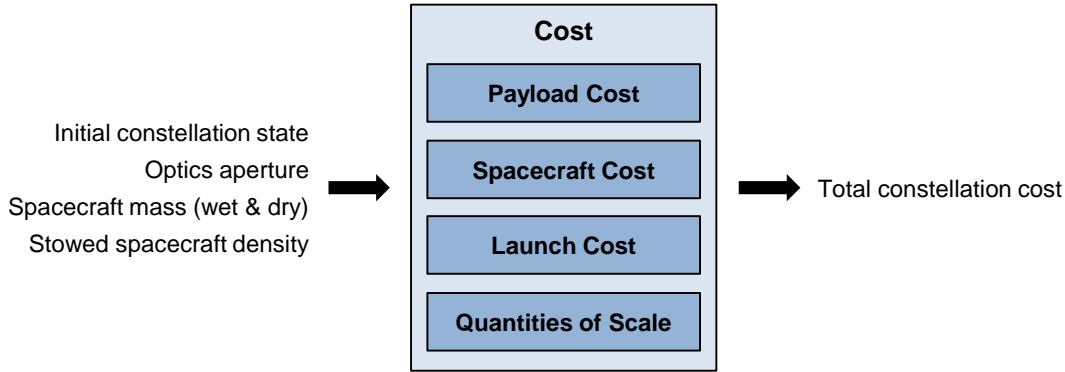 Cost
Payload Cost
Spacecraft Cost
Launch Cost
Quantities of Scale
Initial constellation state
Optics aperture
Spacecraft mass (wet & dry)
Stowed spacecraft density
Total constellation cost